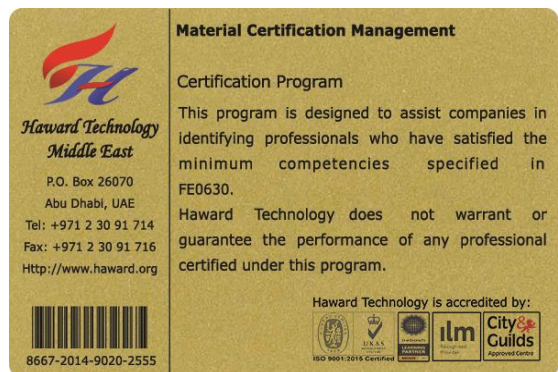 Material Certification Management
Haward Technology
Middle East
P.O. Box 26070
Abu Dhabi, UAE
Tel: +971 2 30 91 714
Fax: +971 2 30 91 716
Http://www.haward.org
8667-2014-9020-2555
Certification Program
This program is designed to assist companies in
identifying professionals who have satisfied the
minimum competencies specified in
FE0630.
Haward Technology does not warrant or
guarantee the performance of any professional
certified under this program.
Haward Technology is accredited by:
UKAS
ISO 9001:2015 Certified
LEARNING
PARTNER
ilm
Recognised
Provider
City&
Guilds
Approved Centre